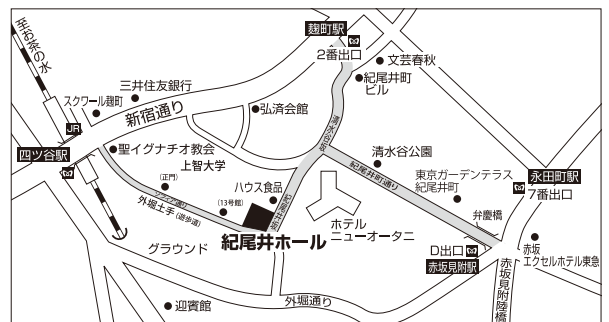 至お茶の水
麹町駅
2番出口
文芸春秋
紀尾井町
ビル
三井住友銀行
スクワール麹町
新宿通り
弘済会館
JR
四ツ谷駅
聖イグナチオ教会
上智大学
(正門)
外堀土手(遊歩道)
(13号館)
ハウス食品
清水谷坂
紀尾井坂
清水谷公園
紀尾井町通り
東京ガーデンテラス
紀尾井町
永田町駅
7番出口
弁慶橋
ホテル
ニューオータニ
グラウンド
紀尾井ホール
D出口
赤坂見附駅
赤坂
エクセルホテル東急
赤坂見附陸橋
迎賓館
外堀通り